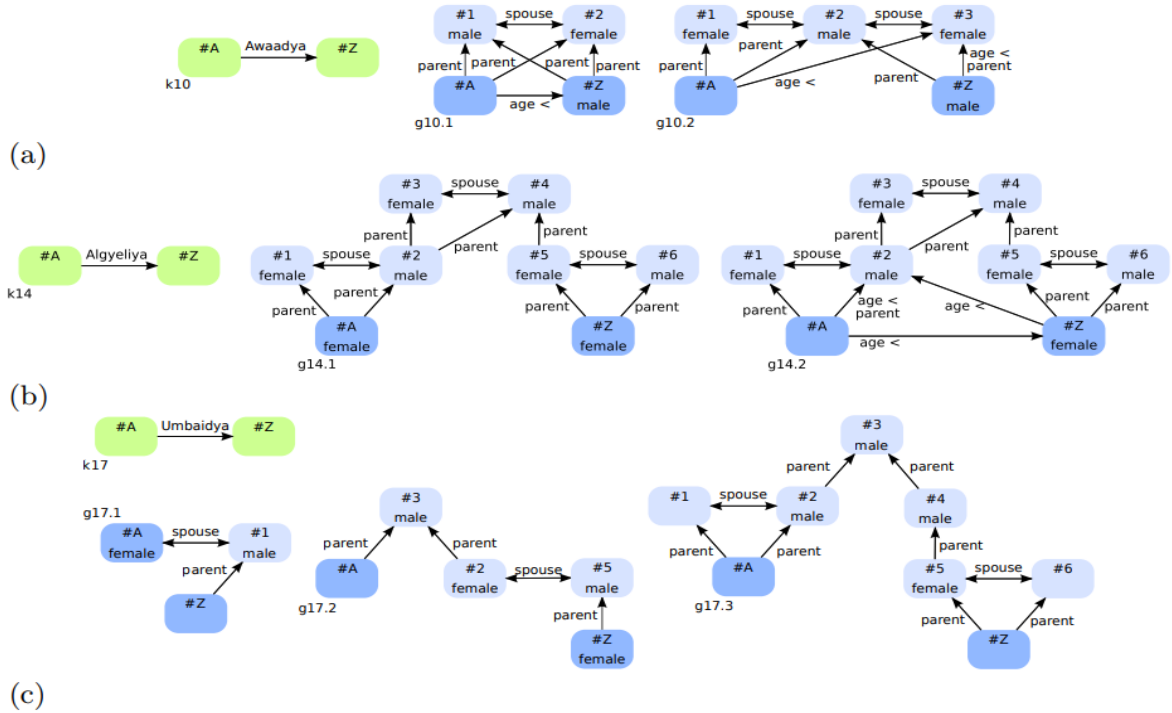 #A Awaadya #Z
k10
#1 male spouse #2 female
parent parent parent parent
#A age < #Z male
g10.1
#1 female spouse #2 male spouse #3 female
parent parent parent age < parent
#A age < #Z male
g10.2
(a)
#A Algyeliya #Z
k14
#3 female spouse #4 male
parent parent parent
#1 female spouse #2 male #5 female spouse #6 male
parent parent parent parent
#A female #Z female
g14.1
#3 female spouse #4 male
parent parent parent
#1 female spouse #2 male #5 female spouse #6 male
parent age < parent age < parent parent
#A age < #Z female
g14.2
(b)
#A Umbaidya #Z
k17
g17.1
#A female spouse #1 male
parent
#Z
#3 male
parent parent
#A #2 female spouse #5 male
g17.2
parent
#Z female
#3 male
parent parent
#1 spouse #2 male #4 male
parent parent parent
#A #5 female spouse #6
g17.3
parent parent
#Z
(c)